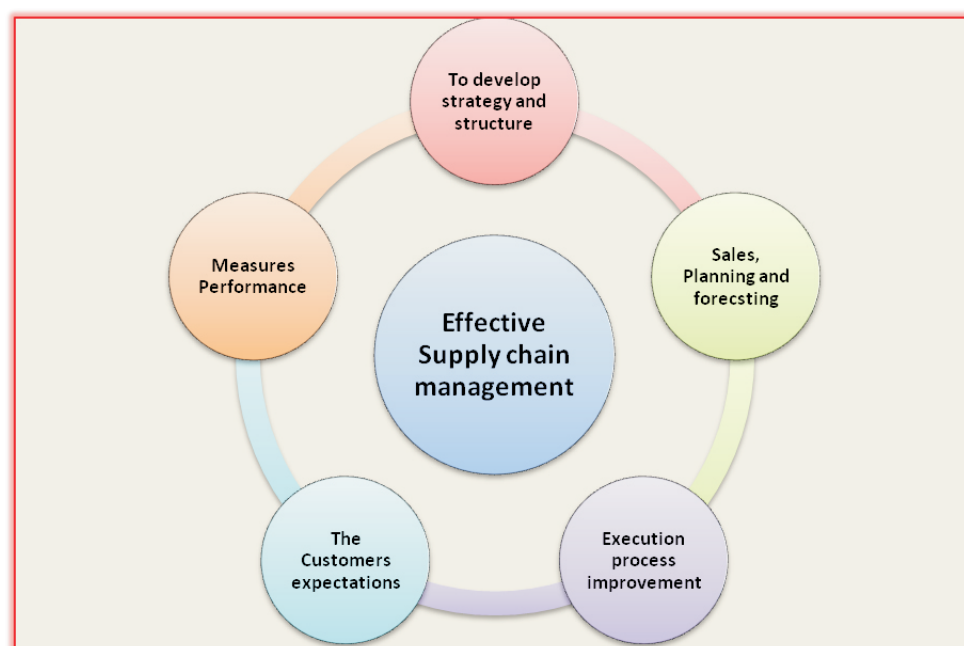 To develop
strategy and
structure
Sales,
Planning and
forecsting
Execution
process
improvement
The
Customers
expectations
Measures
Performance
Effective
Supply chain
management